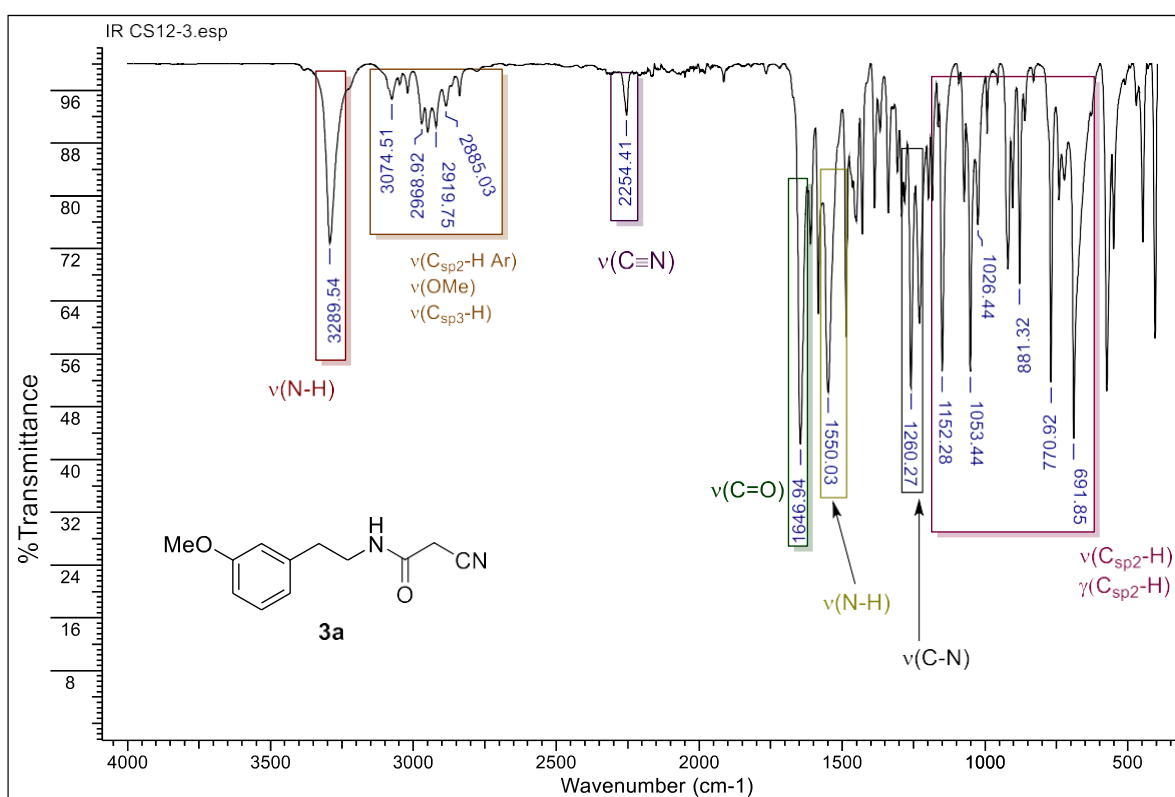 IR CS12-3.esp
%Transmittance
96
88
80
72
64
56
48
40
32
24
16
8
3289.54
ν(N-H)
3074.51
2968.92
2919.75
2885.03
ν(Csp2-H Ar)
ν(OMe)
ν(Csp3-H)
2254.41
ν(C≡N)
1646.94
ν(C=O)
1550.03
ν(N-H)
1260.27
ν(C-N)
1152.28
1053.44
1026.44
881.32
770.92
691.85
ν(Csp2-H)
γ(Csp2-H)
MeO
H
N
O
CN
3a
4000 3500 3000 2500 2000 1500 1000 500
Wavenumber (cm-1)